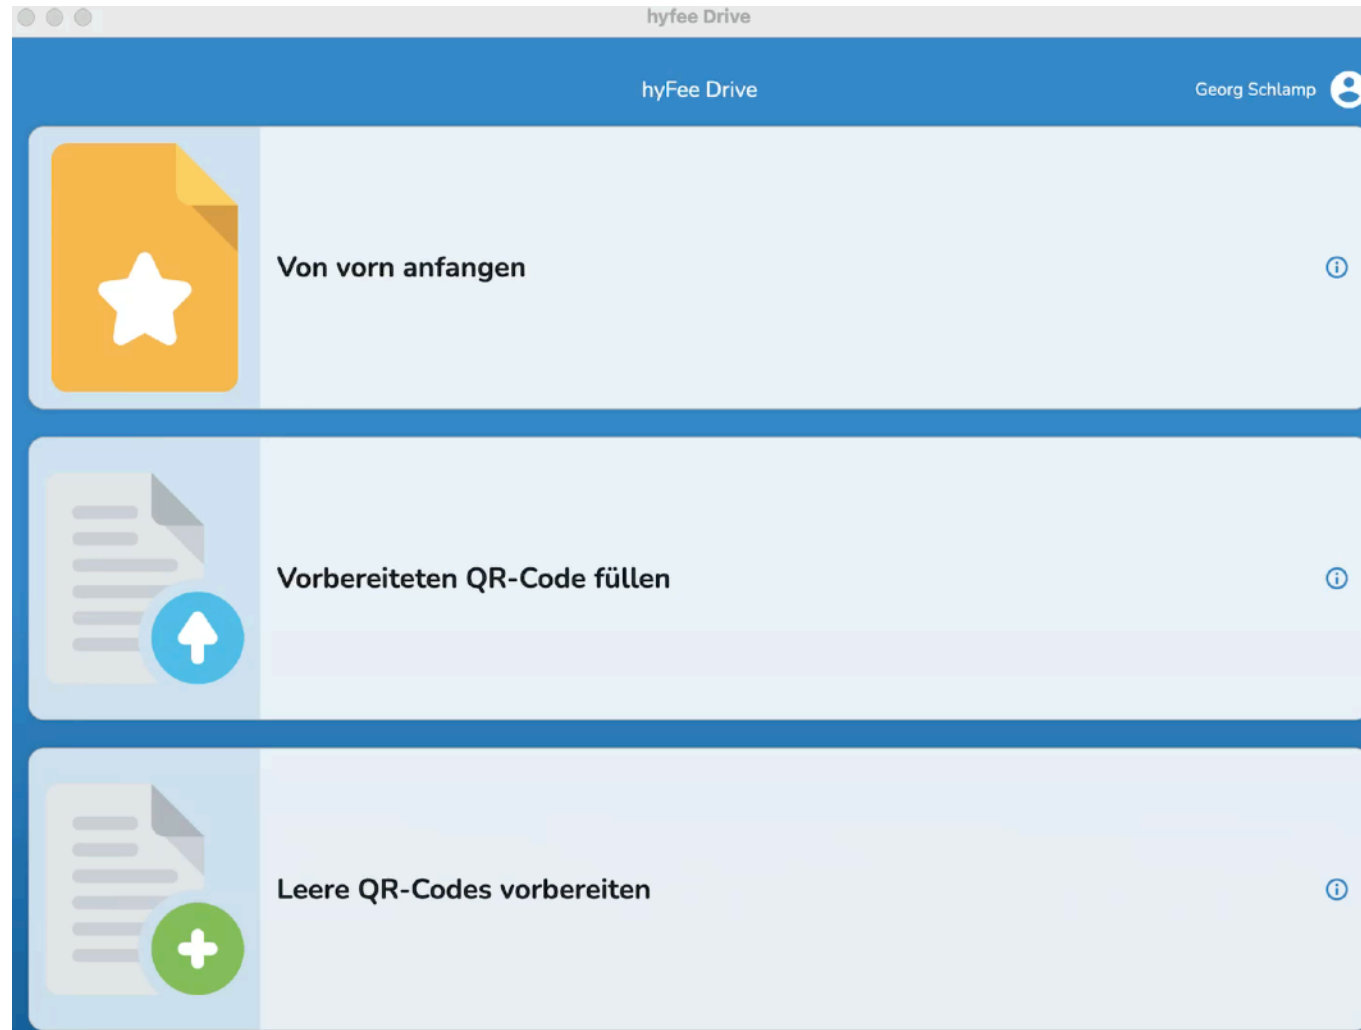 hyfee Drive
hyFee Drive
Georg Schlamp
Von vorn anfangen
Vorbereiteten QR-Code füllen
Leere QR-Codes vorbereiten